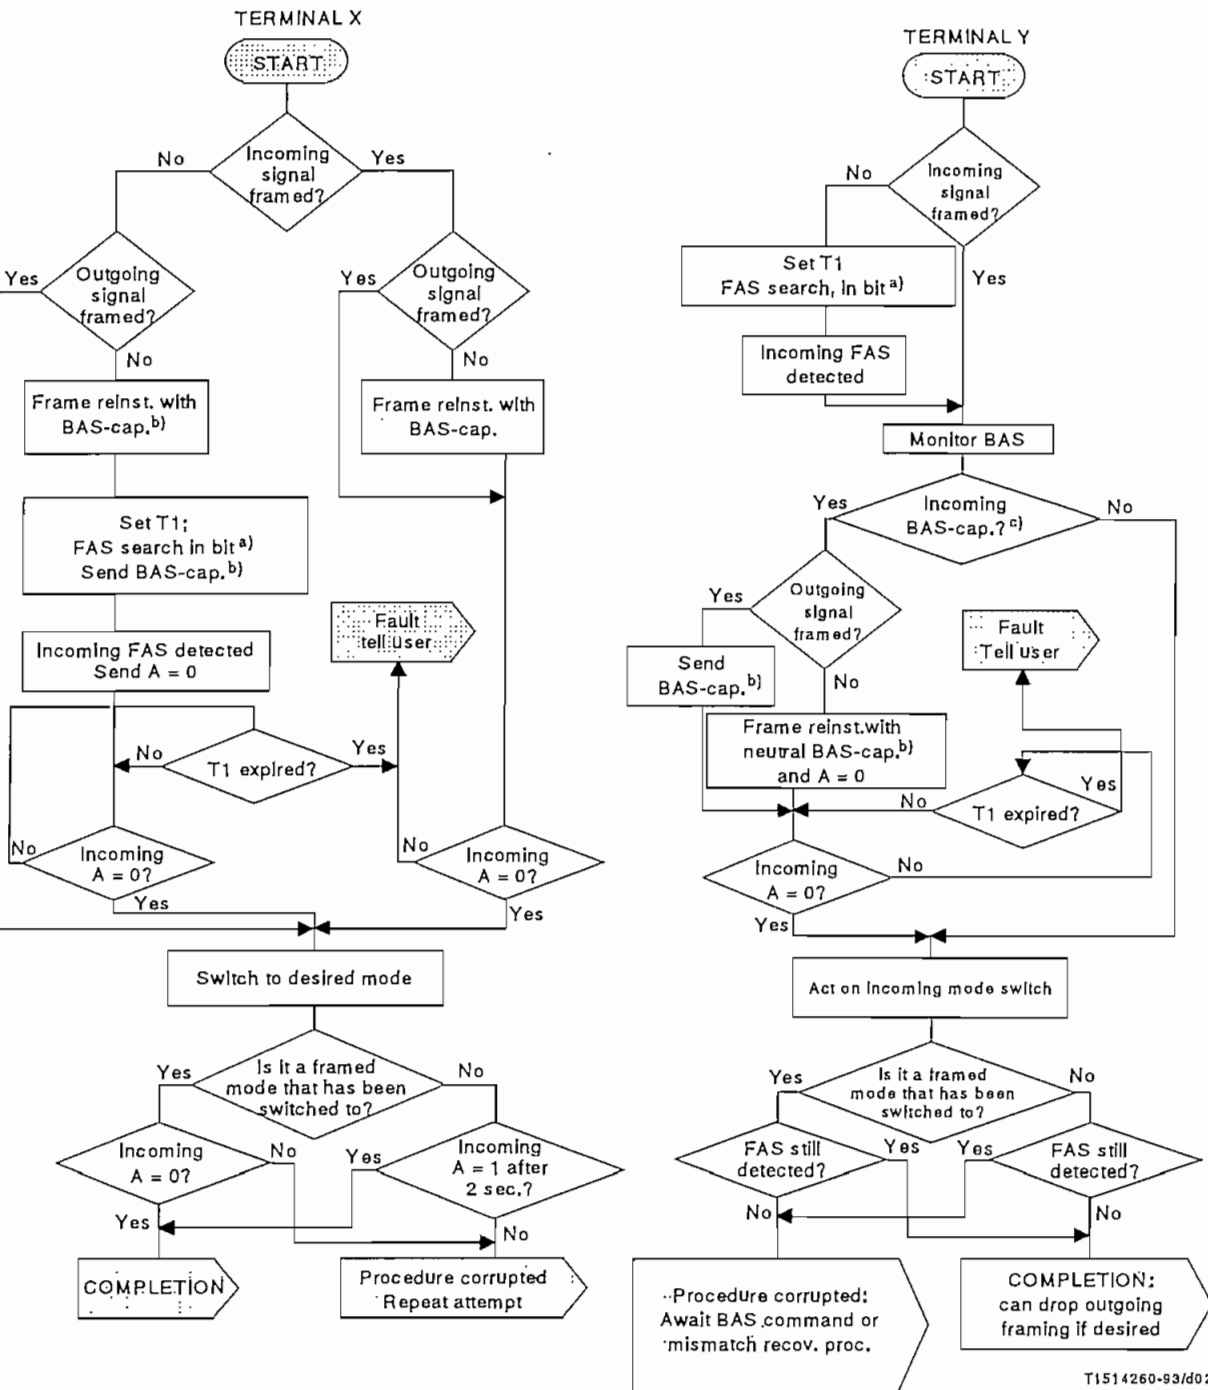 TERMINAL X
START
Incoming
signal
framed?
No
Yes
Outgoing
signal
framed?
Yes
No
Outgoing
signal
framed?
Yes
No
Frame reinst. with
BAS-cap.b)
Frame reinst. with
BAS-cap.
Set T1;
FAS search in bit a)
Send BAS-cap.b)
Incoming FAS detected
Send A = 0
Fault
tell user
T1 expired?
No
Yes
Incoming
A = 0?
No
Yes
Incoming
A = 0?
No
Yes
Switch to desired mode
Is it a framed
mode that has been
switched to?
Yes
No
Incoming
A = 0?
No
Yes
Incoming
A = 1 after
2 sec.?
Yes
No
COMPLETION
Procedure corrupted
Repeat attempt
TERMINAL Y
START
Incoming
signal
framed?
No
Yes
Set T1
FAS search, in bit a)
Incoming FAS
detected
Monitor BAS
Incoming
BAS-cap.? c)
Yes
No
Outgoing
signal
framed?
Yes
No
Send
BAS-cap.b)
Frame reinst.with
neutral BAS-cap.b)
and A = 0
Fault
Tell user
T1 expired?
No
Yes
Incoming
A = 0?
No
Yes
Act on incoming mode switch
Is it a framed
mode that has been
switched to?
Yes
No
FAS still
detected?
Yes
No
FAS still
detected?
Yes
No
Procedure corrupted:
Await BAS command or
mismatch recov. proc.
COMPLETION:
can drop outgoing
framing if desired
T1514260-93/d02